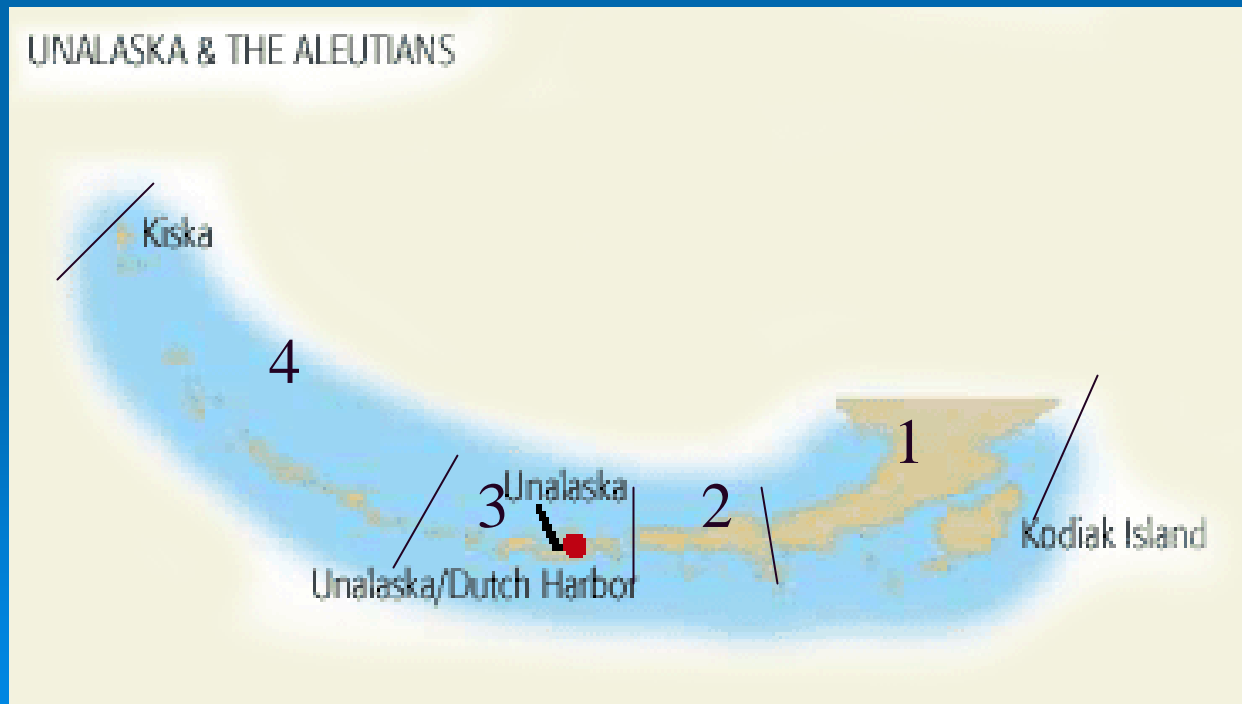 UNALASKA & THE ALEUTIANS
Kiska
4
1
3
Unalaska
2
Kodiak Island
Unalaska/Dutch Harbor